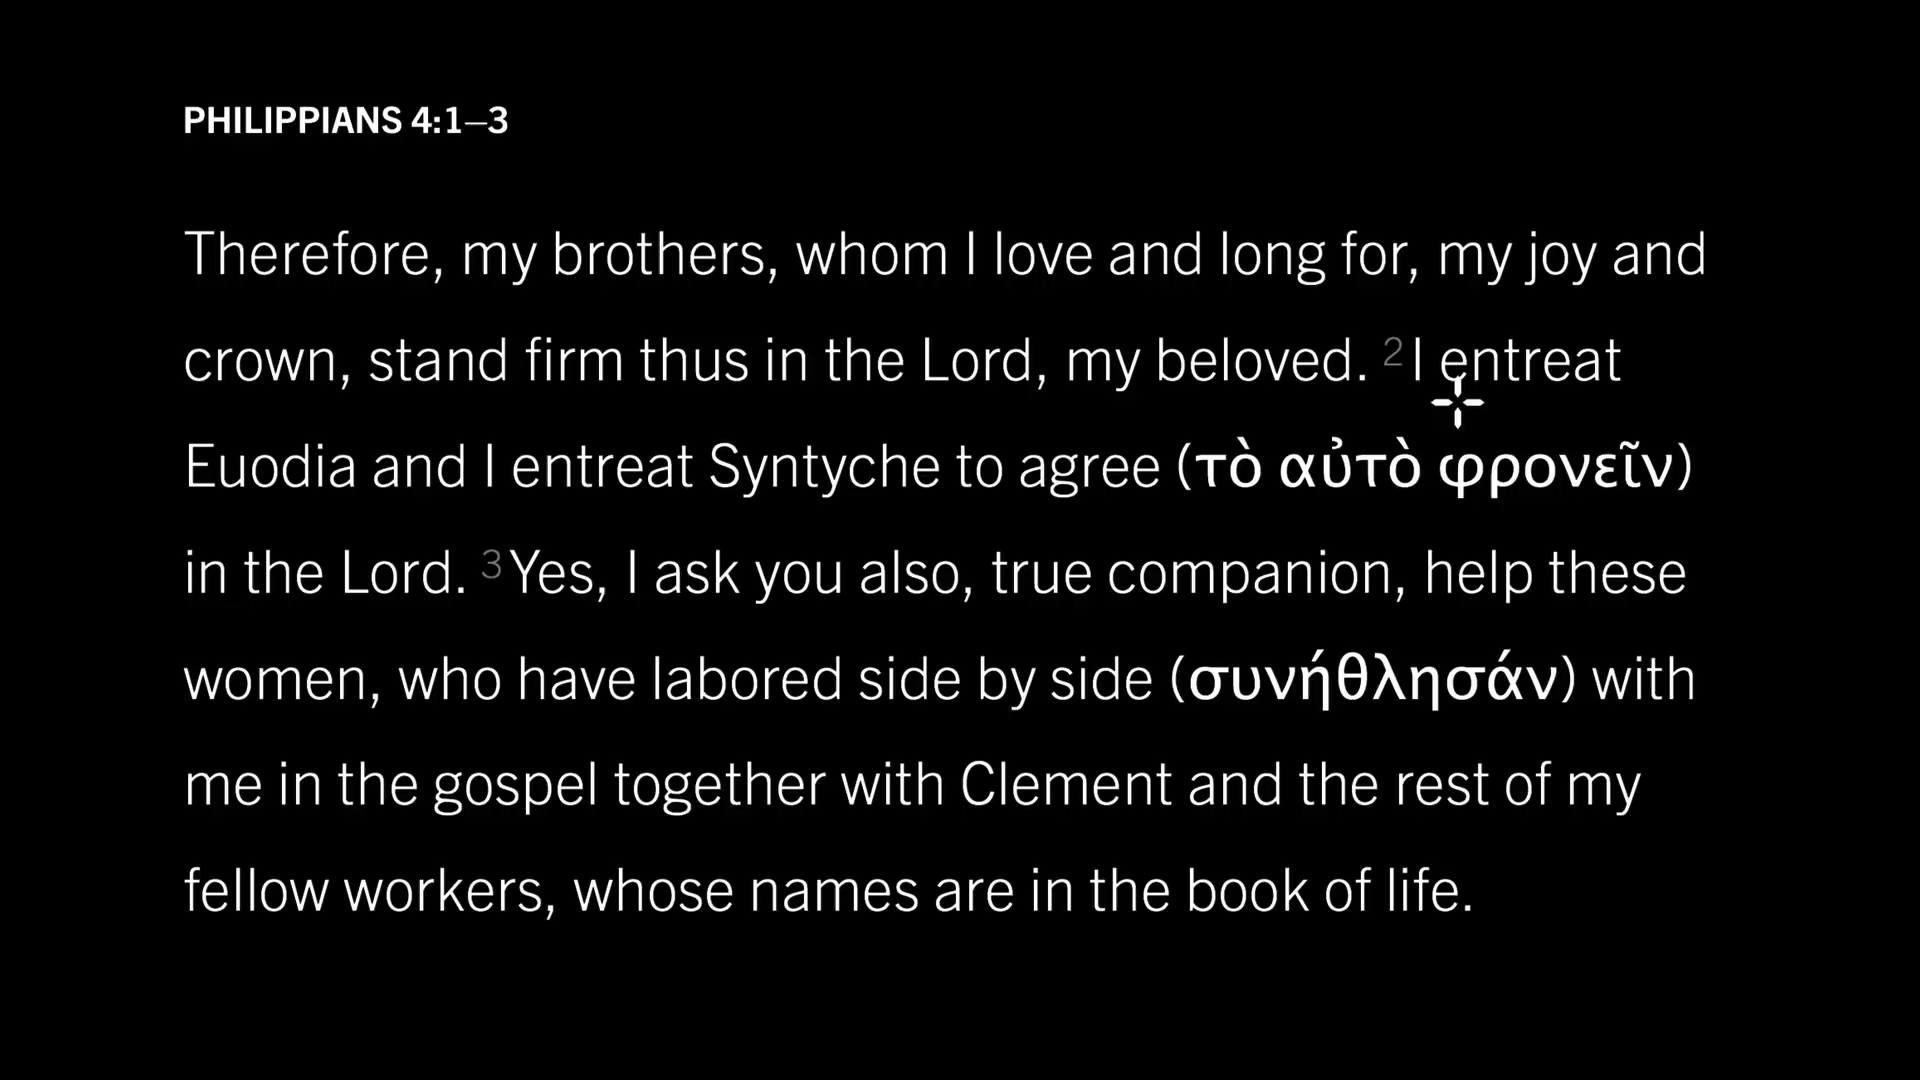 PHILIPPIANS 4:1–3
Therefore, my brothers, whom I love and long for, my joy and
crown, stand firm thus in the Lord, my beloved. 2 I entreat
Euodia and I entreat Syntyche to agree (τὸ αὐτὸ φρονεῖν)
in the Lord. 3 Yes, I ask you also, true companion, help these
women, who have labored side by side (συνήθλησάν) with
me in the gospel together with Clement and the rest of my
fellow workers, whose names are in the book of life.